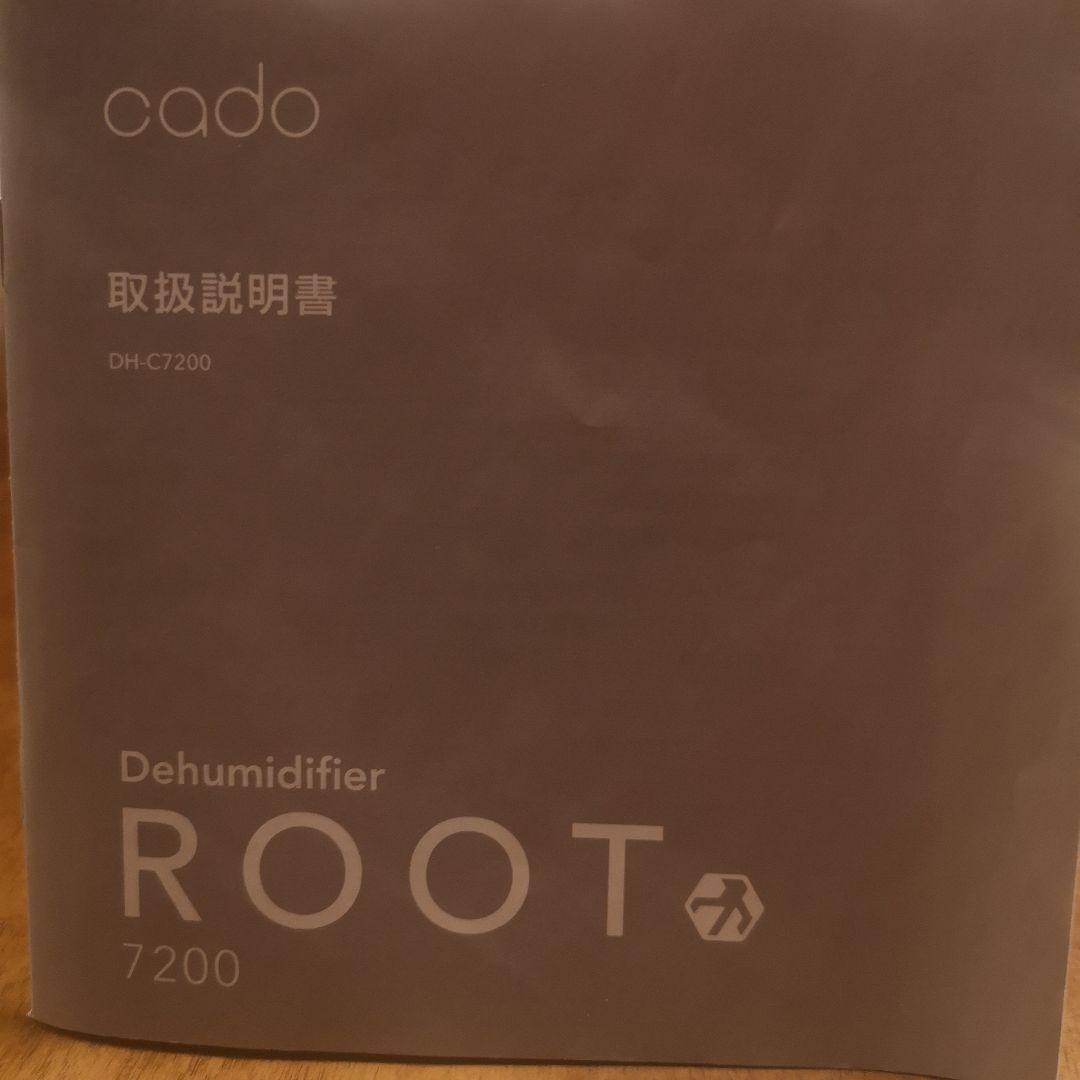 cado
取扱説明書
DH-C7200
Dehumidifier
ROOT
7200